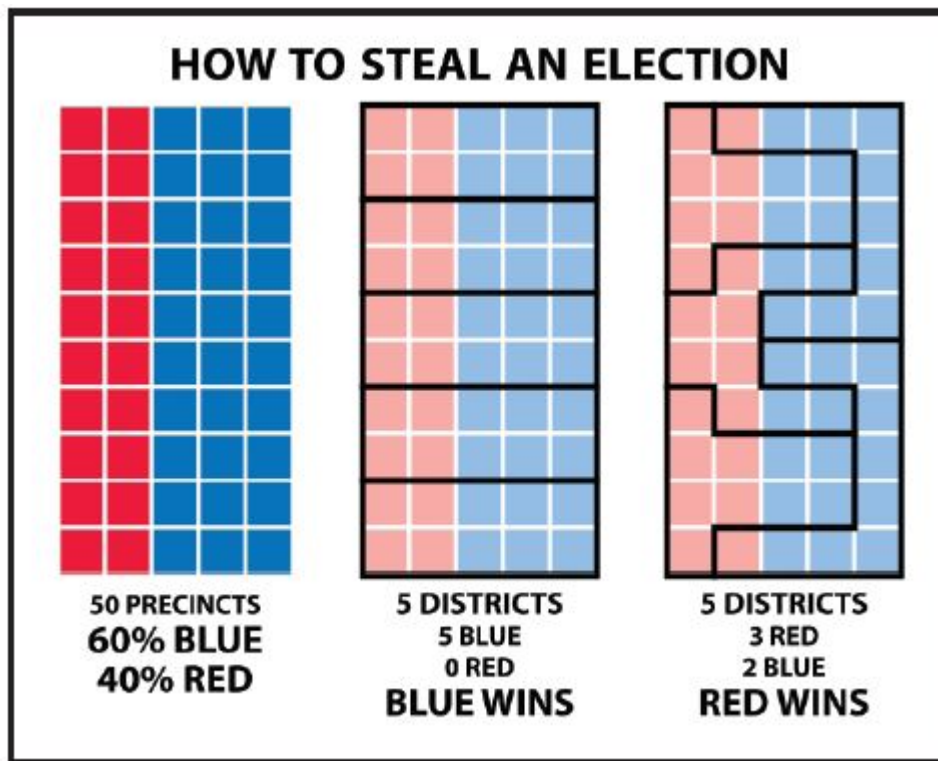 HOW TO STEAL AN ELECTION
50 PRECINCTS
60% BLUE
40% RED
5 DISTRICTS
5 BLUE
0 RED
BLUE WINS
5 DISTRICTS
3 RED
2 BLUE
RED WINS